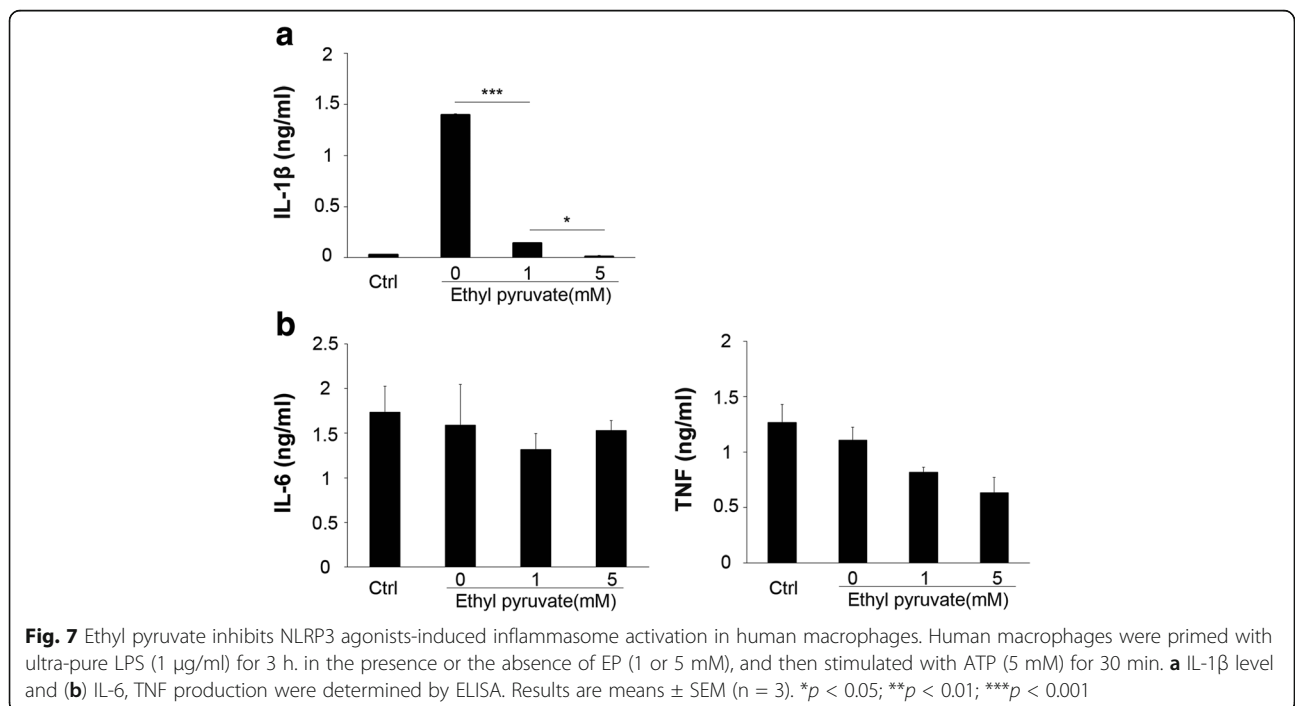 a
2
1.5
1
0.5
0
IL-1β (ng/ml)
***
*
Ctrl
0 1 5
Ethyl pyruvate(mM)
b
2.5
2
1.5
1
0.5
0
IL-6 (ng/ml)
Ctrl
0 1 5
Ethyl pyruvate(mM)
2
1.5
1
0.5
0
TNF (ng/ml)
Ctrl
0 1 5
Ethyl pyruvate(mM)
Fig. 7 Ethyl pyruvate inhibits NLRP3 agonists-induced inflammasome activation in human macrophages. Human macrophages were primed with
ultra-pure LPS (1 μg/ml) for 3 h. in the presence or the absence of EP (1 or 5 mM), and then stimulated with ATP (5 mM) for 30 min. a IL-1β level
and (b) IL-6, TNF production were determined by ELISA. Results are means ± SEM (n = 3). *p < 0.05; **p < 0.01; ***p < 0.001